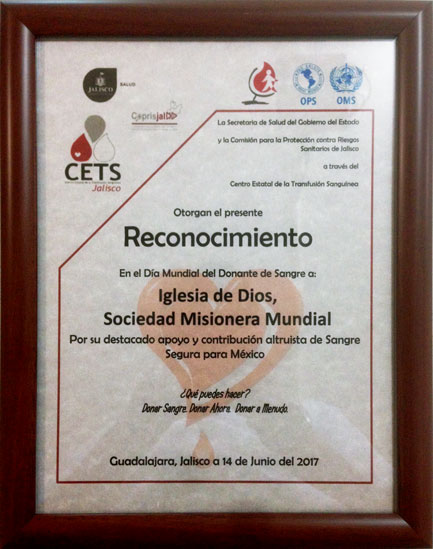 JALISCO
SALUD
CoprisjalDD
OPS
OMS
CETS
Jalisco
La Secretaria de Salud del Gobierno del Estado
y la Comisión para la Protección contra Riesgos
Sanitarios de Jalisco
a través del
Centro Estatal de la Transfusión Sanguínea
Otorgan el presente
Reconocimiento
En el Día Mundial del Donante de Sangre a:
Iglesia de Dios,
Sociedad Misionera Mundial
Por su destacado apoyo y contribución altruista de Sangre
Segura para México
¿Qué puedes hacer?
Donar Sangre. Donar Ahora. Donar a Menudo.
Guadalajara, Jalisco a 14 de Junio del 2017